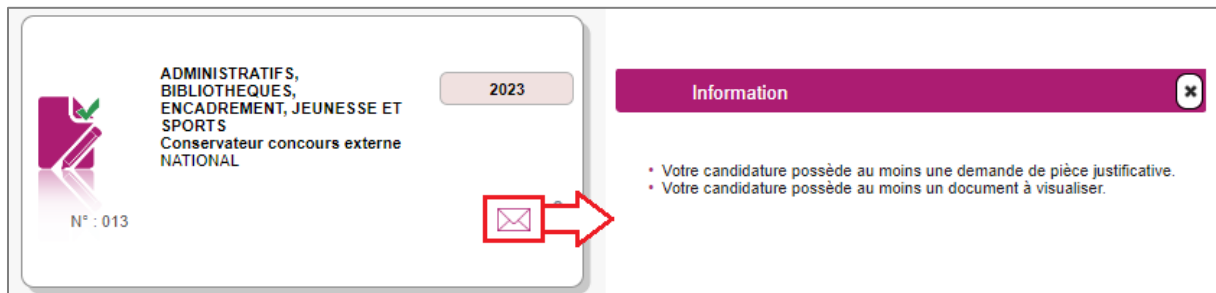 ADMINISTRATIFS,
BIBLIOTHEQUES,
ENCADREMENT, JEUNESSE ET
SPORTS
Conservateur concours externe
NATIONAL
2023
N° : 013
Information
• Votre candidature possède au moins une demande de pièce justificative.
• Votre candidature possède au moins un document à visualiser.